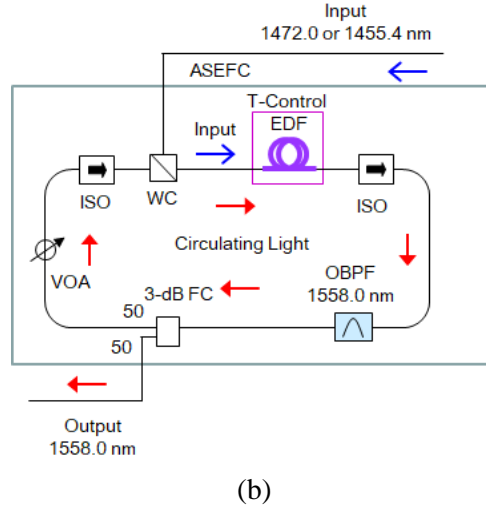 Input
1472.0 or 1455.4 nm
ASEFC
T-Control
EDF
Input
ISO
WC
ISO
Circulating Light
VOA
OBPF
1558.0 nm
3-dB FC
50
50
Output
1558.0 nm
(b)